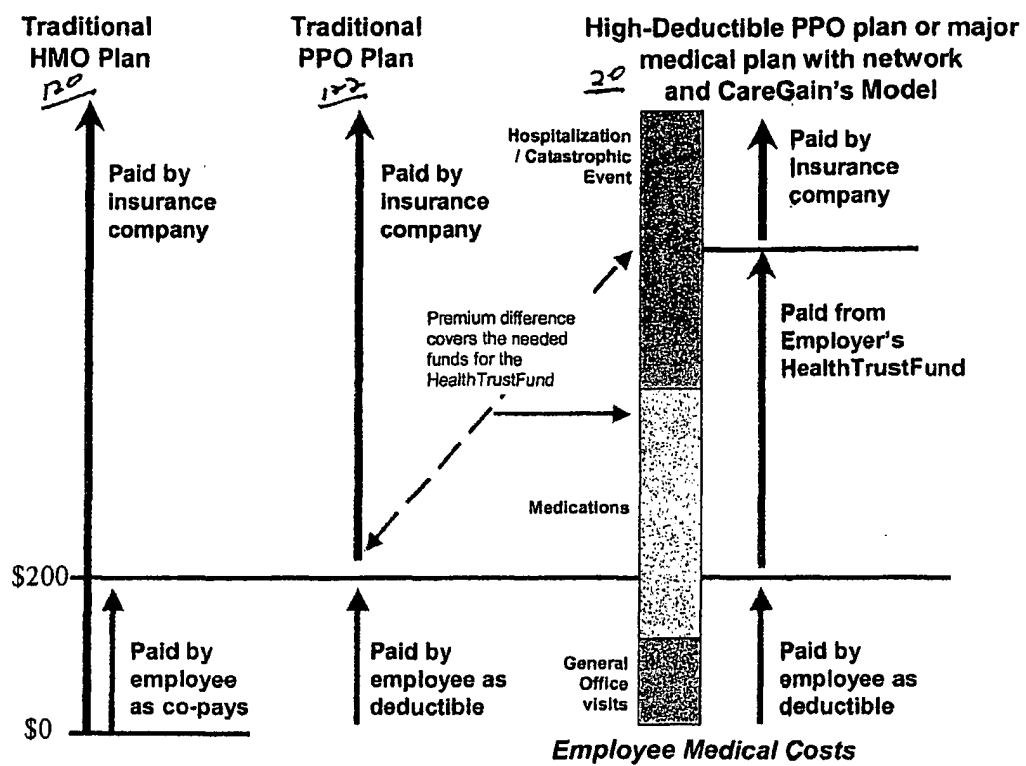 Traditional
HMO Plan
120
Traditional
PPO Plan
122
High-Deductible PPO plan or major
medical plan with network
and CareGain's Model
20
Paid by
insurance
company
Paid by
insurance
company
Hospitalization
/ Catastrophic
Event
Paid by
Insurance
company
Premium difference
covers the needed
funds for the
HealthTrustFund
Paid from
Employer's
HealthTrustFund
Medications
$200
Paid by
employee
as co-pays
Paid by
employee as
deductible
General
Office
visits
Paid by
employee as
deductible
$0
Employee Medical Costs